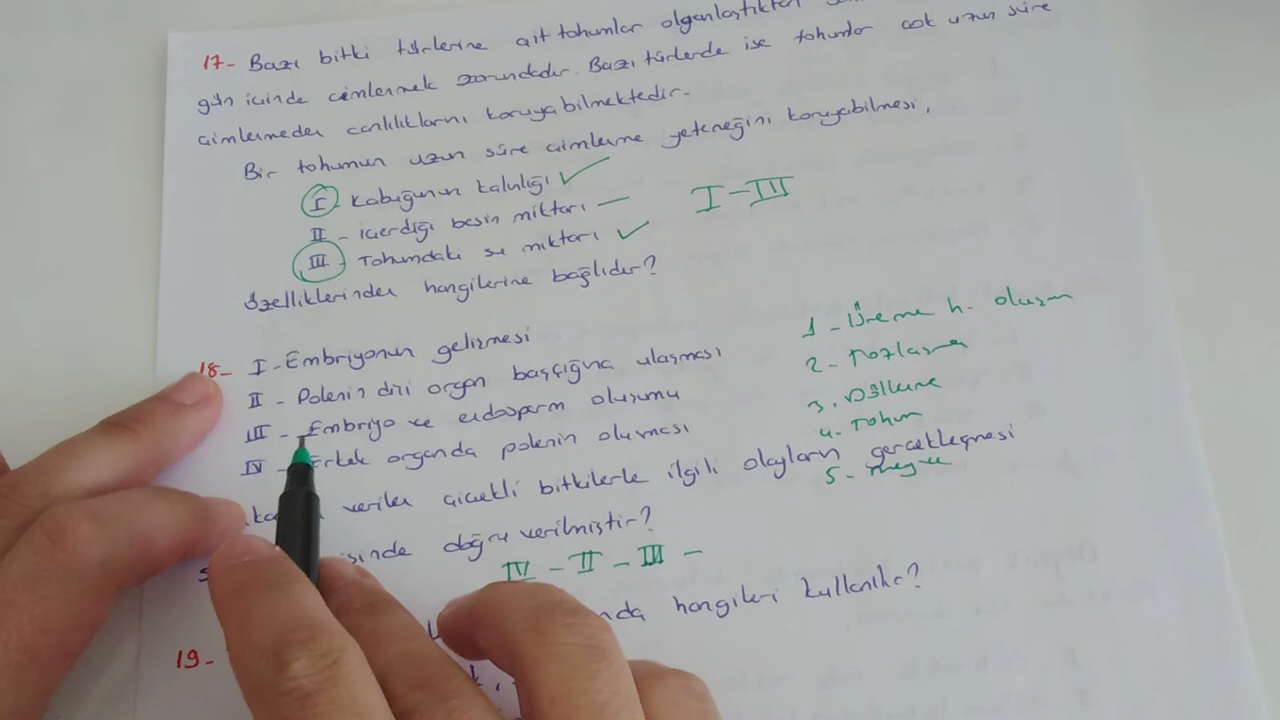 17- Bazı bitki türlerine ait tohumlar olgunlaştıktan
gün içinde çimlenmek zorundadır. Bazı türlerde ise tohumlar çok uzun süre
çimlenmeden canlılıklarını koruyabilmektedir.
Bir tohumun uzun süre çimlenme yeteneğini koruyabilmesi,
I- Kabuğunun kalınlığı ✓
II- içerdiği besin miktarı —
III- Tohumdaki su miktarı ✓
I-III
özelliklerinden hangilerine bağlıdır?
18- I- Embriyonun gelişmesi
II- Polenin dişi organ başçığına ulaşması
III- Embriyo ve endosperm oluşumu
IV- Erkek organda polenin oluşması
1- Üreme h. oluşum
2- Tozlaşma
3. Döllenme
4. Tohum
5- meyve
verilen çiçekli bitkilerle ilgili olayların gerçekleşmesi
doğru verilmiştir?
IV - II - III -
19-
hangileri kullanılır?